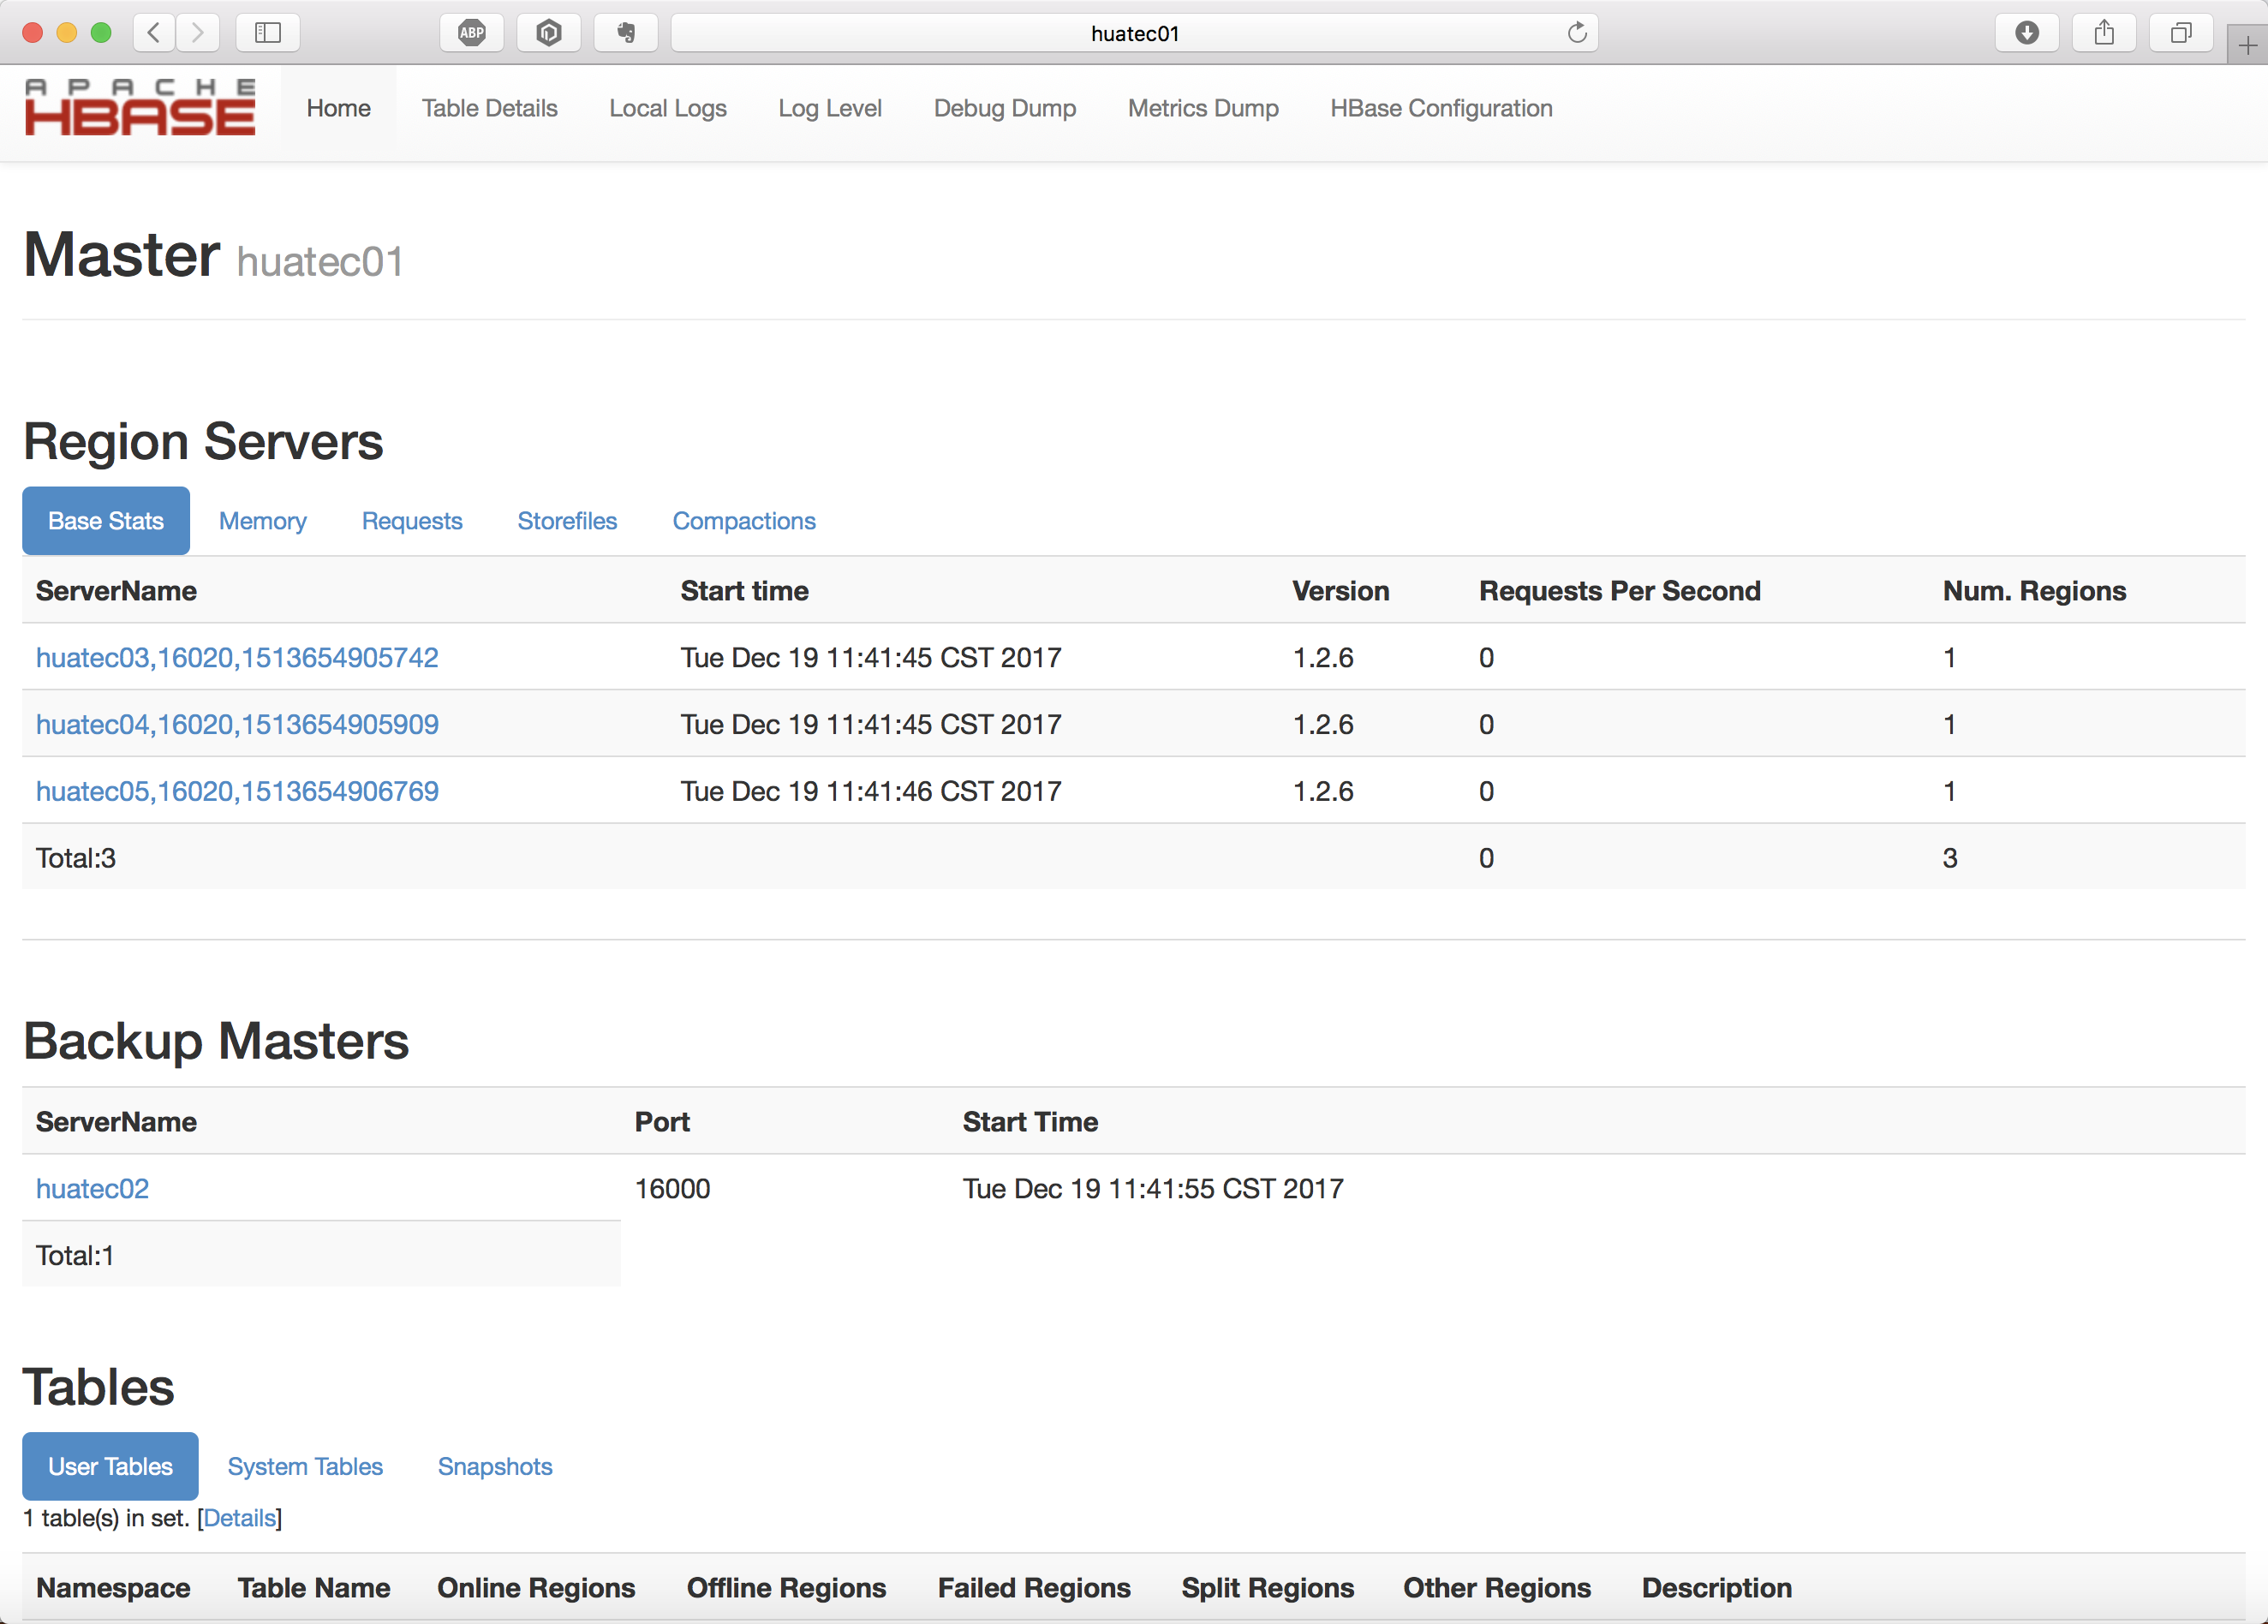 ABP huatec01
APACHE
HBASE Home Table Details Local Logs Log Level Debug Dump Metrics Dump HBase Configuration
Master huatec01
Region Servers
Base Stats Memory Requests Storefiles Compactions
ServerName Start time Version Requests Per Second Num. Regions
huatec03,16020,1513654905742 Tue Dec 19 11:41:45 CST 2017 1.2.6 0 1
huatec04,16020,1513654905909 Tue Dec 19 11:41:45 CST 2017 1.2.6 0 1
huatec05,16020,1513654906769 Tue Dec 19 11:41:46 CST 2017 1.2.6 0 1
Total:3 0 3
Backup Masters
ServerName Port Start Time
huatec02 16000 Tue Dec 19 11:41:55 CST 2017
Total:1
Tables
User Tables System Tables Snapshots
1 table(s) in set. [Details]
Namespace Table Name Online Regions Offline Regions Failed Regions Split Regions Other Regions Description